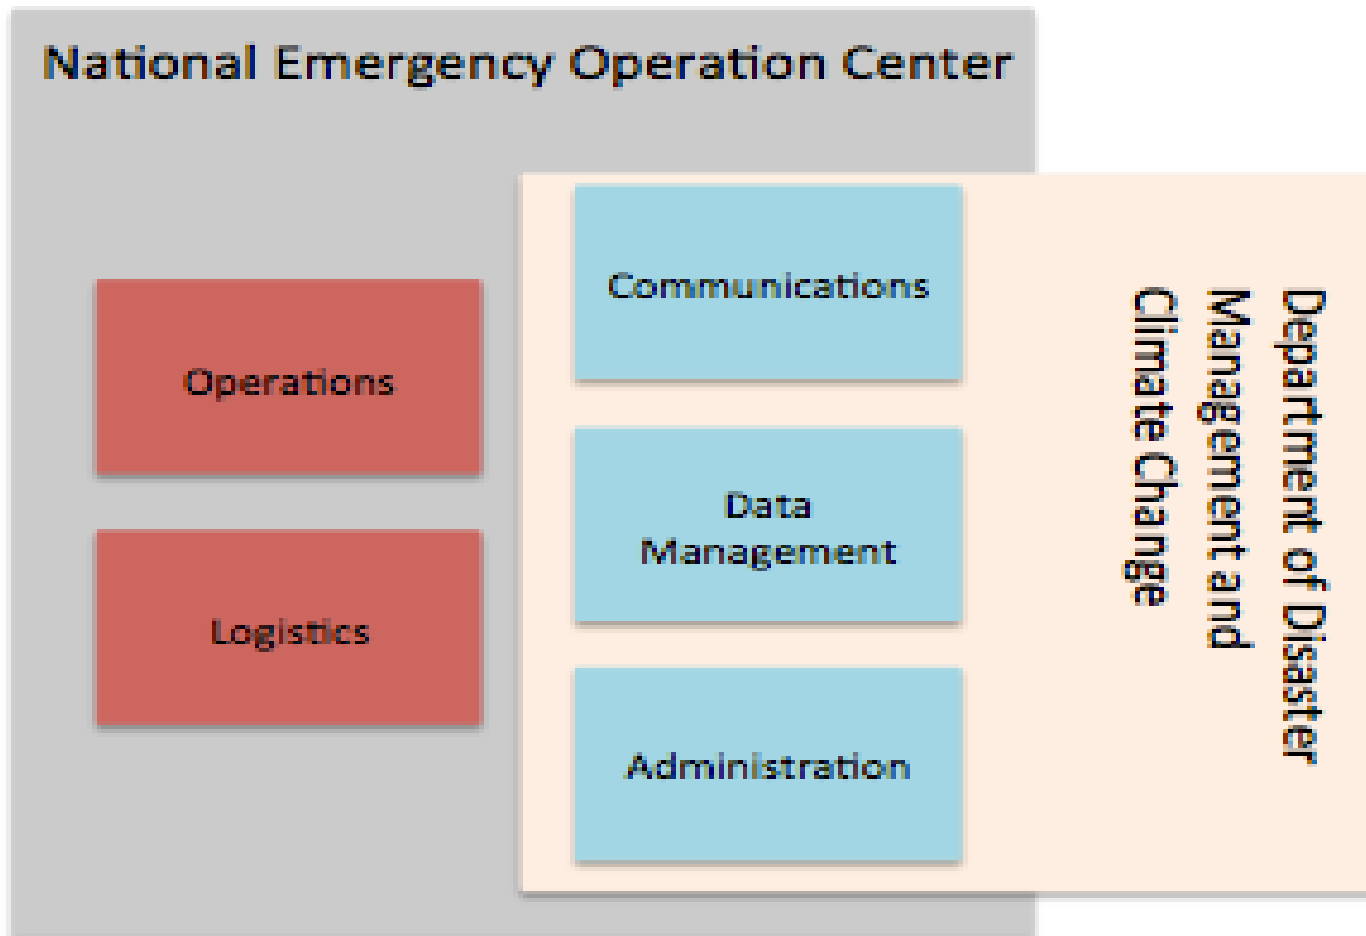 National Emergency Operation Center
Operations
Logistics
Communications
Data
Management
Administration
Department of Disaster
Management and
Climate Change